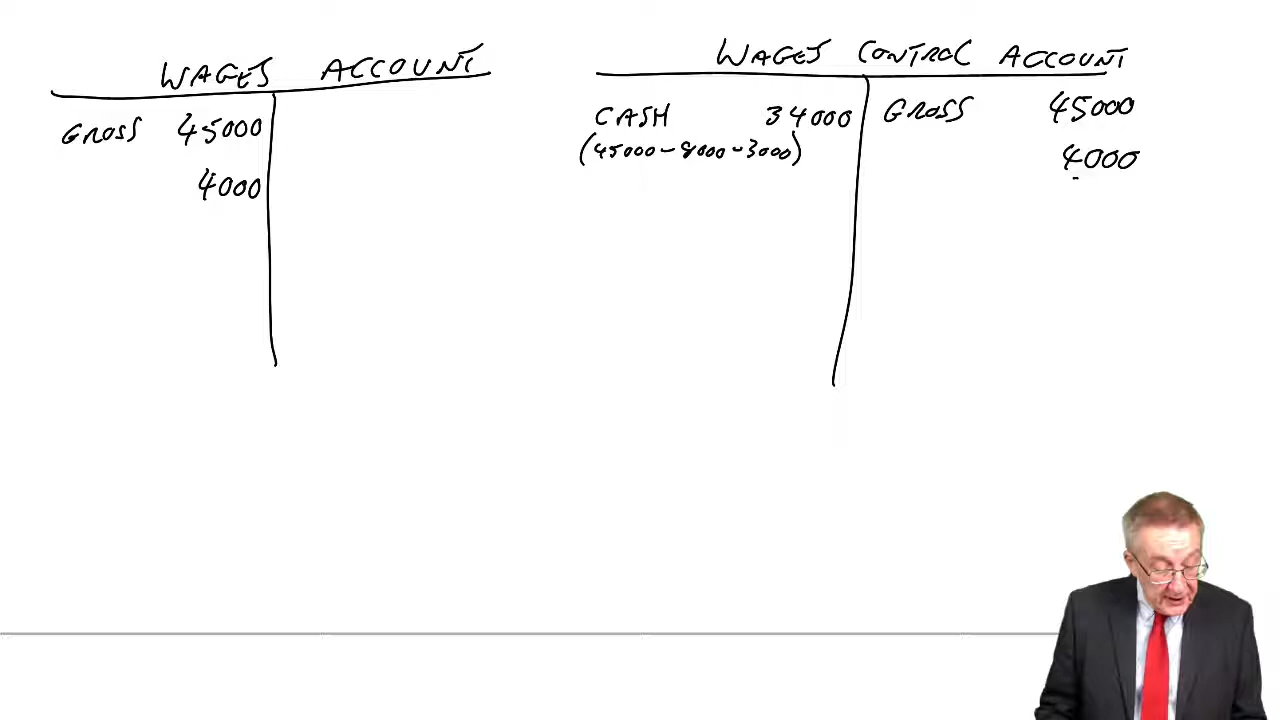 WAGES ACCOUNT
GROSS 45000
4000
WAGES CONTROL ACCOUNT
CASH 34000 GROSS 45000
(45000 - 8000 - 3000) 4000